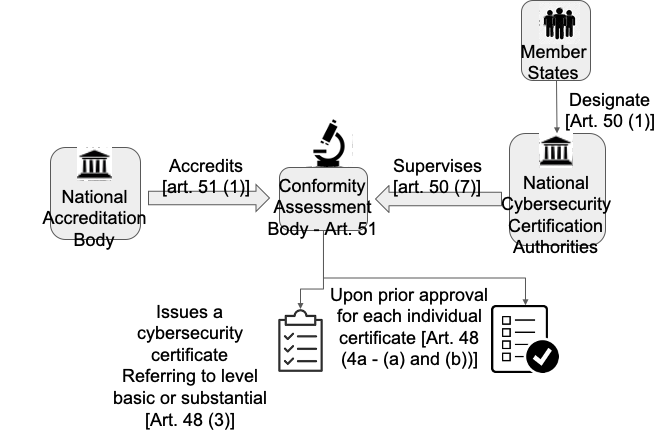 Member
States
Designate
[Art. 50 (1)]
Accredits
[art. 51 (1)]
Supervises
[art. 50 (7)]
National
Accreditation
Body
Conformity
Assessment
Body - Art. 51
National
Cybersecurity
Certification
Authorities
Issues a
cybersecurity
certificate
Referring to level
basic or substantial
[Art. 48 (3)]
Upon prior approval
for each individual
certificate [Art. 48
(4a - (a) and (b))]